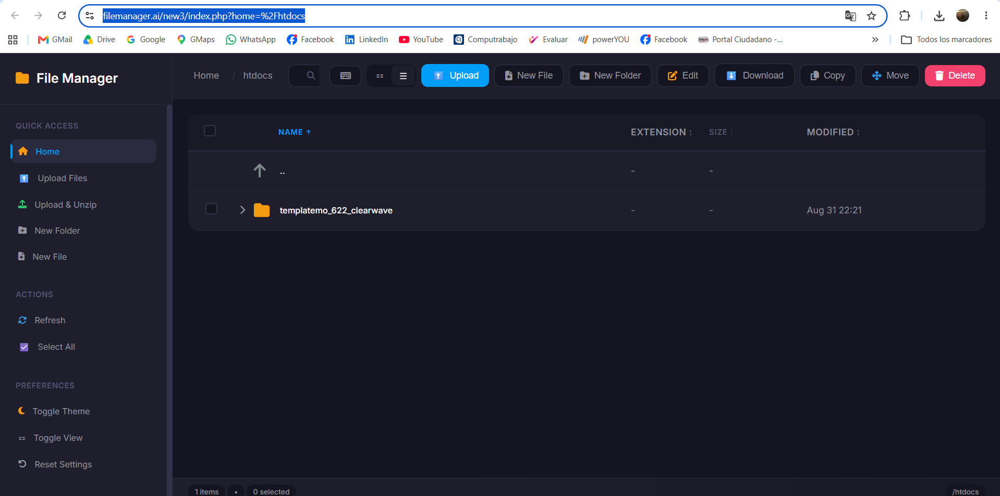 filemanager.ai/new3/index.php?home=%2Fhtdocs
GMail Drive Google GMaps WhatsApp Facebook LinkedIn YouTube Computrabajo Evaluar powerYOU Facebook Portal Ciudadano -... » Todos los marcadores
File Manager
Home / htdocs Upload New File New Folder Edit Download Copy Move Delete
QUICK ACCESS
Home
Upload Files
Upload & Unzip
New Folder
New File
ACTIONS
Refresh
Select All
PREFERENCES
Toggle Theme
Toggle View
Reset Settings
NAME ↑ EXTENSION ↕ SIZE ↕ MODIFIED ↕
.. - -
templatemo_622_clearwave - - Aug 31 22:21
1 items • 0 selected /htdocs